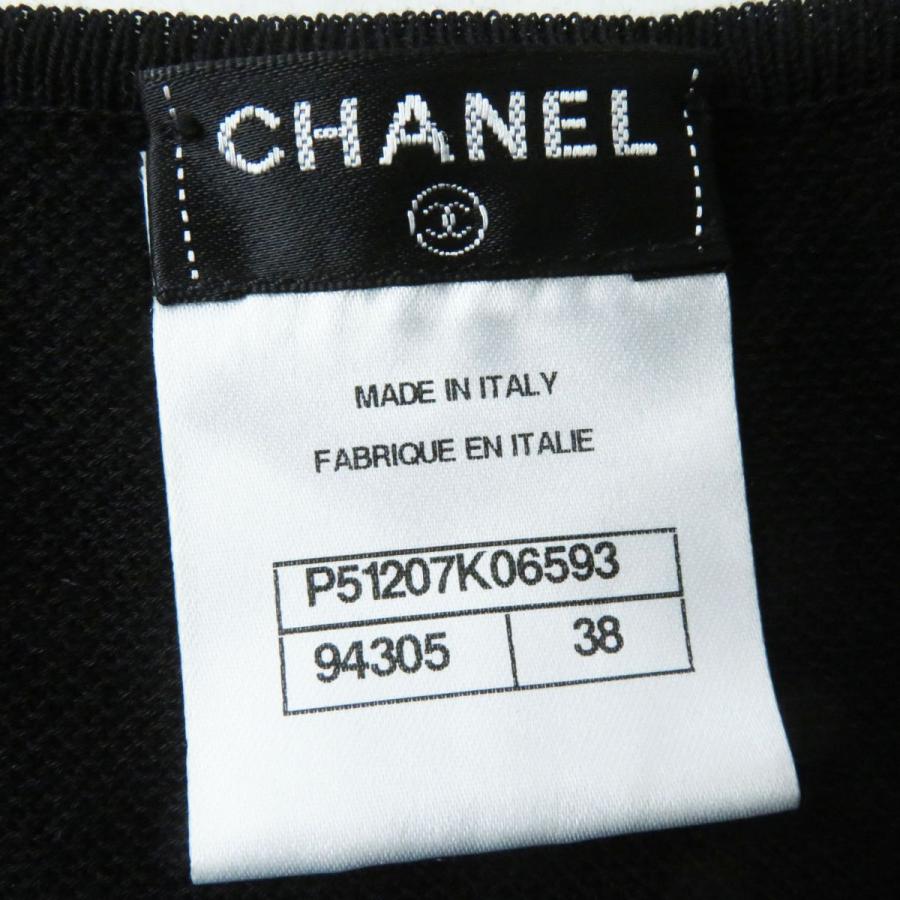 CHANEL
MADE IN ITALY
FABRIQUE EN ITALIE
P51207K06593
94305 38